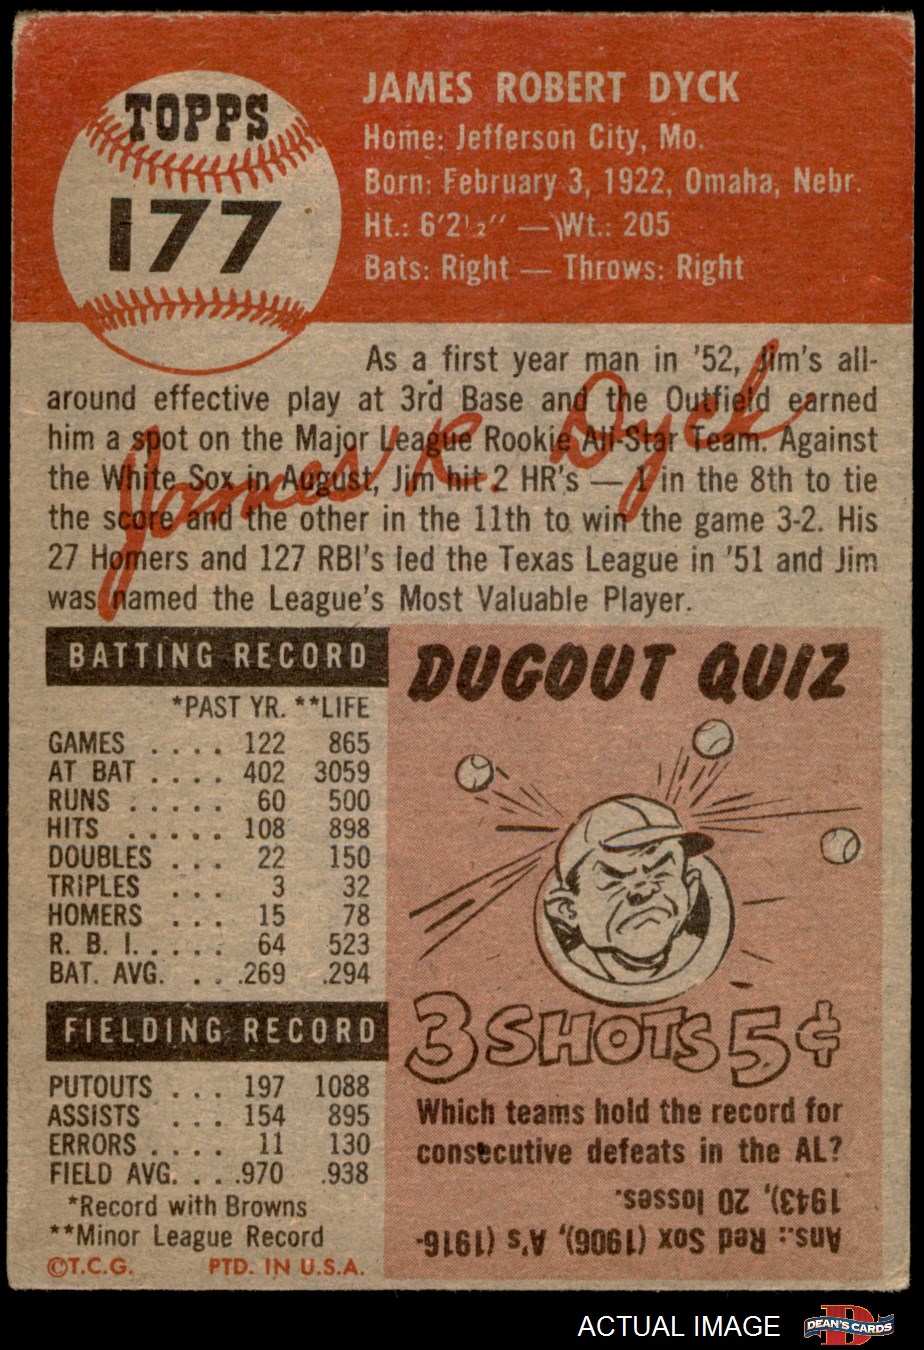 TOPPS
177
JAMES ROBERT DYCK
Home: Jefferson City, Mo.
Born: February 3, 1922, Omaha, Nebr.
Ht.: 6'2½" — Wt.: 205
Bats: Right — Throws: Right
As a first year man in '52, Jim's all-
around effective play at 3rd Base and the Outfield earned
him a spot on the Major League Rookie All-Star Team. Against
the White Sox in August, Jim hit 2 HR's — 1 in the 8th to tie
the score and the other in the 11th to win the game 3-2. His
27 Homers and 127 RBI's led the Texas League in '51 and Jim
was named the League's Most Valuable Player.
James R. Dyck
BATTING RECORD
*PAST YR. **LIFE
GAMES . . . . 122 865
AT BAT . . . . 402 3059
RUNS . . . . . 60 500
HITS . . . . . 108 898
DOUBLES . . . 22 150
TRIPLES . . . 3 32
HOMERS . . . 15 78
R. B. I. . . . . . 64 523
BAT. AVG. . . .269 .294
FIELDING RECORD
PUTOUTS . . . 197 1088
ASSISTS . . . . 154 895
ERRORS . . . . 11 130
FIELD AVG. . . .970 .938
*Record with Browns
**Minor League Record
©T.C.G. PTD. IN U.S.A.
DUGOUT QUIZ
3 SHOTS 5¢
Which teams hold the record for
consecutive defeats in the AL?
Ans.: Red Sox (1906), A's (1916-
1943), 20 losses.
ACTUAL IMAGE
DEAN'S CARDS